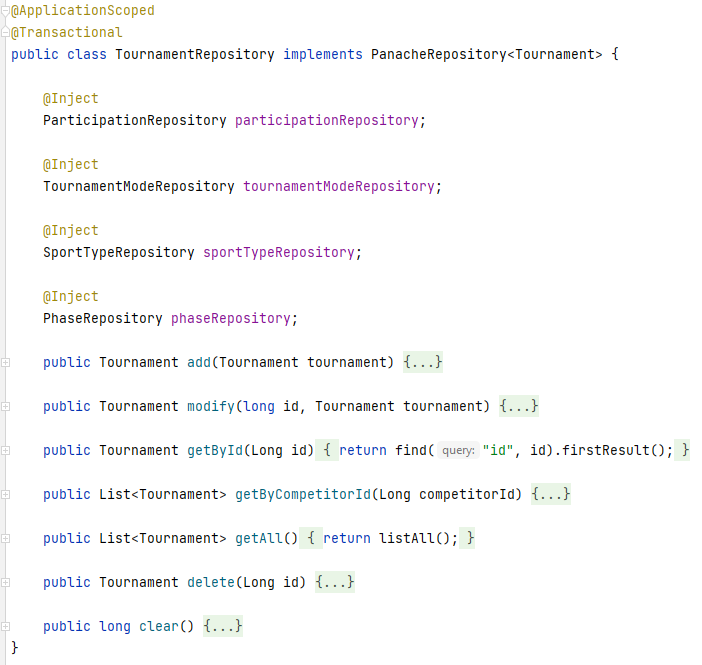 @ApplicationScoped
@Transactional
public class TournamentRepository implements PanacheRepository<Tournament> {
@Inject
ParticipationRepository participationRepository;
@Inject
TournamentModeRepository tournamentModeRepository;
@Inject
SportTypeRepository sportTypeRepository;
@Inject
PhaseRepository phaseRepository;
public Tournament add(Tournament tournament) {...}
public Tournament modify(long id, Tournament tournament) {...}
public Tournament getById(Long id) { return find( query: "id", id).firstResult(); }
public List<Tournament> getByCompetitorId(Long competitorId) {...}
public List<Tournament> getAll() { return listAll(); }
public Tournament delete(Long id) {...}
public long clear() {...}
}